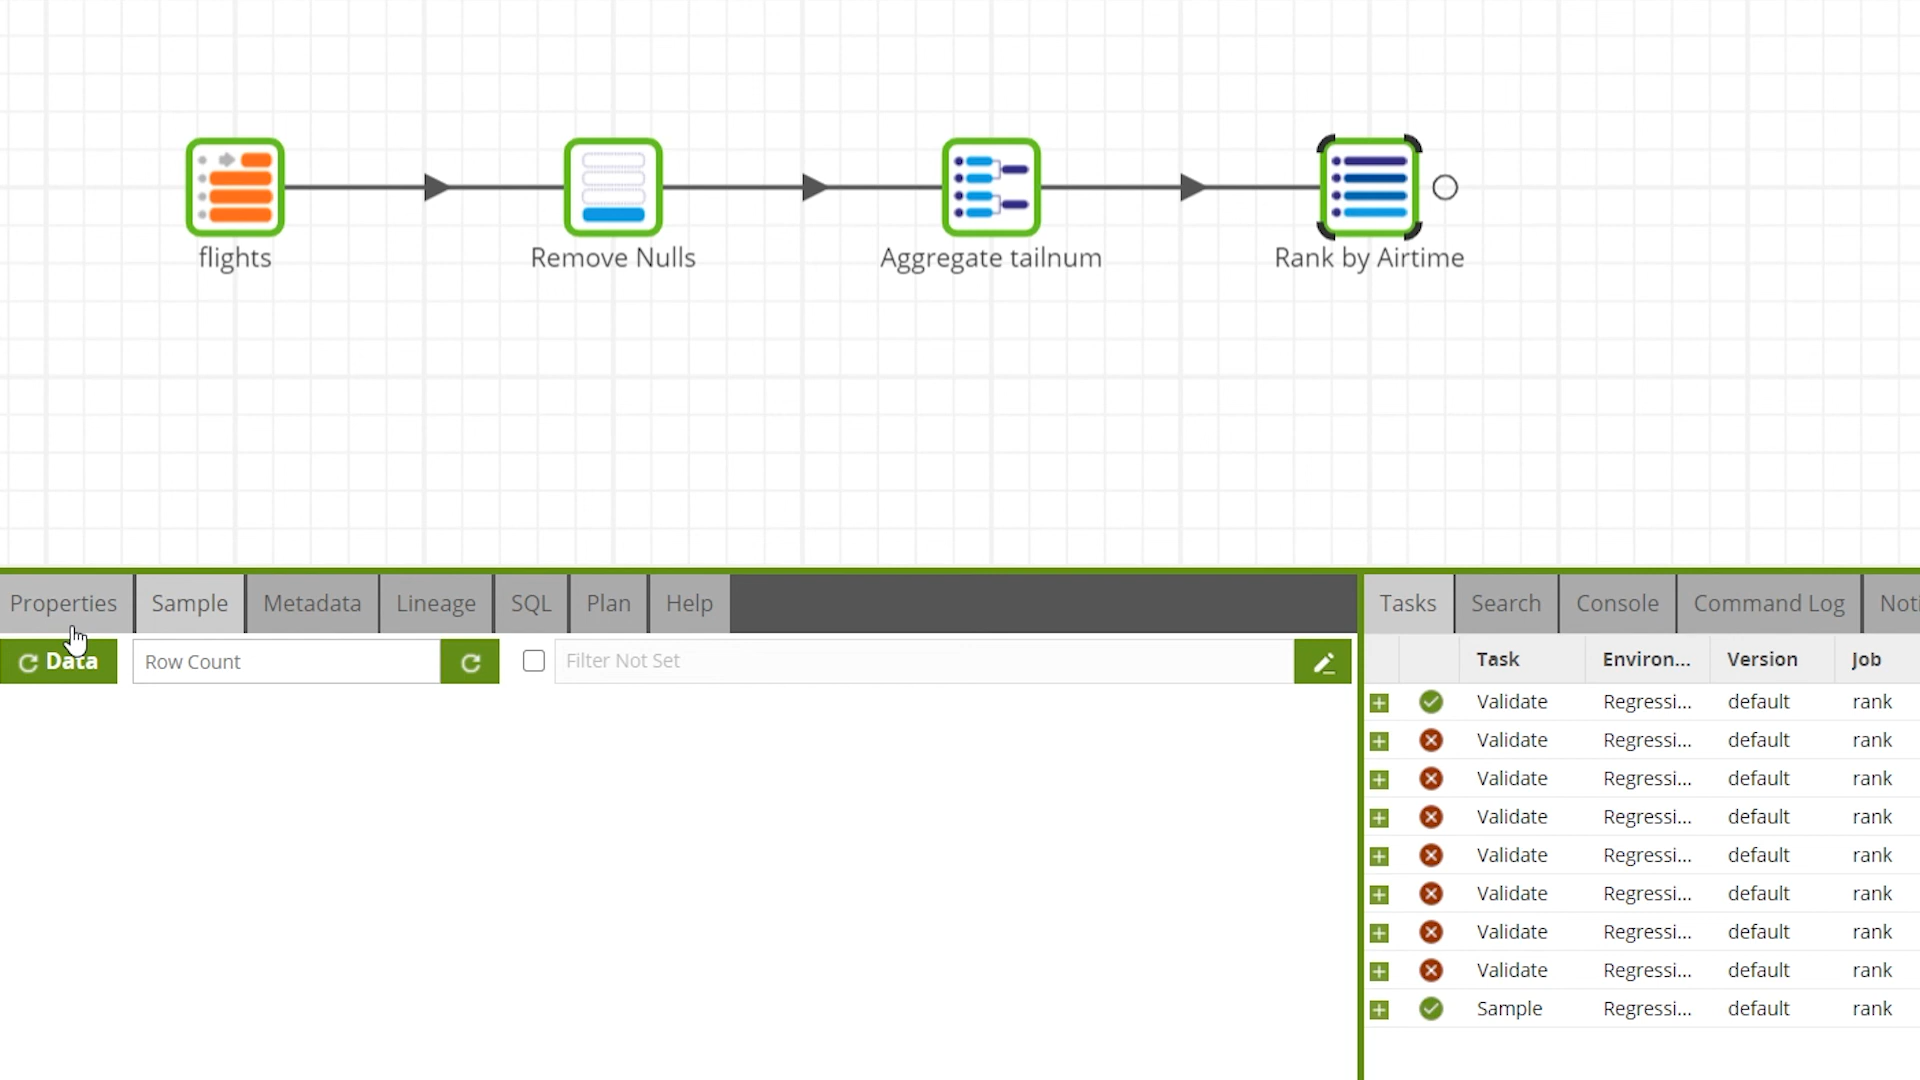 flights
Remove Nulls
Aggregate tailnum
Rank by Airtime
Properties
Sample
Metadata
Lineage
SQL
Plan
Help
Data
Row Count
Filter Not Set
Tasks
Search
Console
Command Log
Noti
Task Environ... Version Job
Validate Regressi... default rank
Validate Regressi... default rank
Validate Regressi... default rank
Validate Regressi... default rank
Validate Regressi... default rank
Validate Regressi... default rank
Validate Regressi... default rank
Validate Regressi... default rank
Sample Regressi... default rank